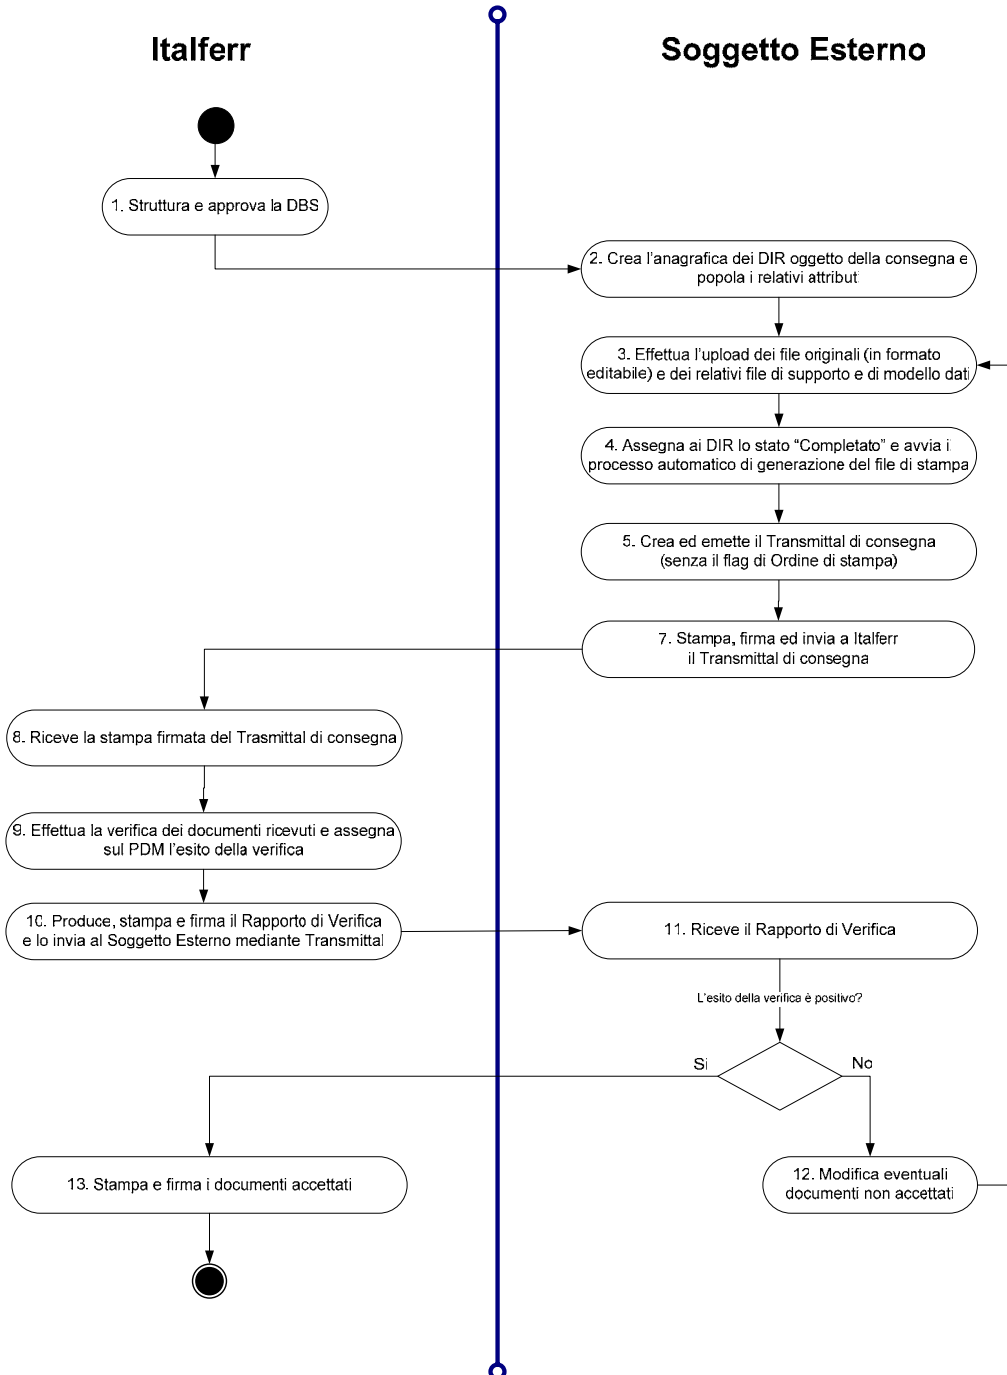 Italferr
Soggetto Esterno
1. Struttura e approva la DBS
2. Crea l'anagrafica dei DIR oggetto della consegna e
popola i relativi attributi
3. Effettua l'upload dei file originali (in formato
editabile) e dei relativi file di supporto e di modello dati
4. Assegna ai DIR lo stato "Completato" e avvia i
processo automatico di generazione del file di stampa
5. Crea ed emette il Transmittal di consegna
(senza il flag di Ordine di stampa)
7. Stampa, firma ed invia a Italferr
il Transmittal di consegna
8. Riceve la stampa firmata del Trasmittal di consegna
9. Effettua la verifica dei documenti ricevuti e assegna
sul PDM l'esito della verifica
10. Produce, stampa e firma il Rapporto di Verifica
e lo invia al Soggetto Esterno mediante Transmittal
11. Riceve il Rapporto di Verifica
L'esito della verifica è positivo?
Si
No
13. Stampa e firma i documenti accettati
12. Modifica eventuali
documenti non accettati